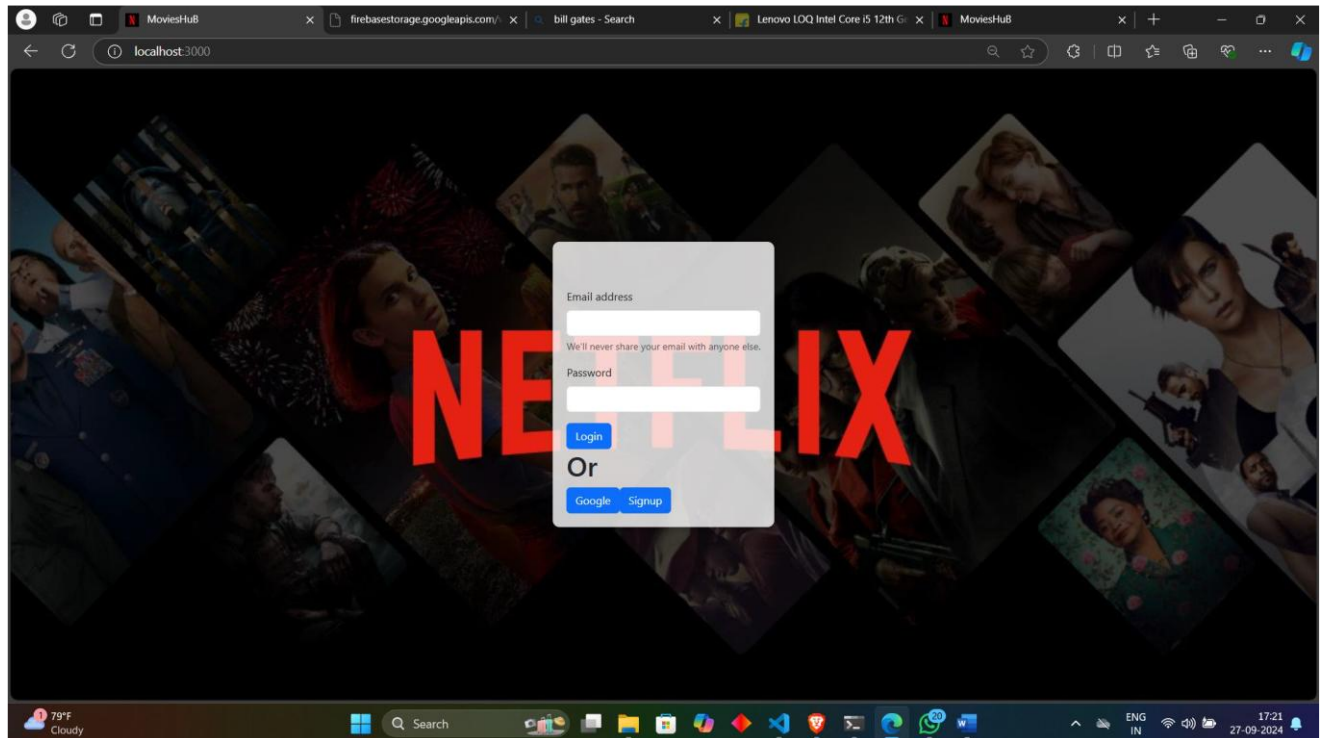 MoviesHuB
firebasestorage.googleapis.com/
bill gates - Search
Lenovo LOQ Intel Core i5 12th G
MoviesHuB
localhost:3000
NETFLIX
Email address
We'll never share your email with anyone else.
Password
Login
Or
Google Signup
1
79°F
Cloudy
Search
20
ENG
IN
17:21
27-09-2024